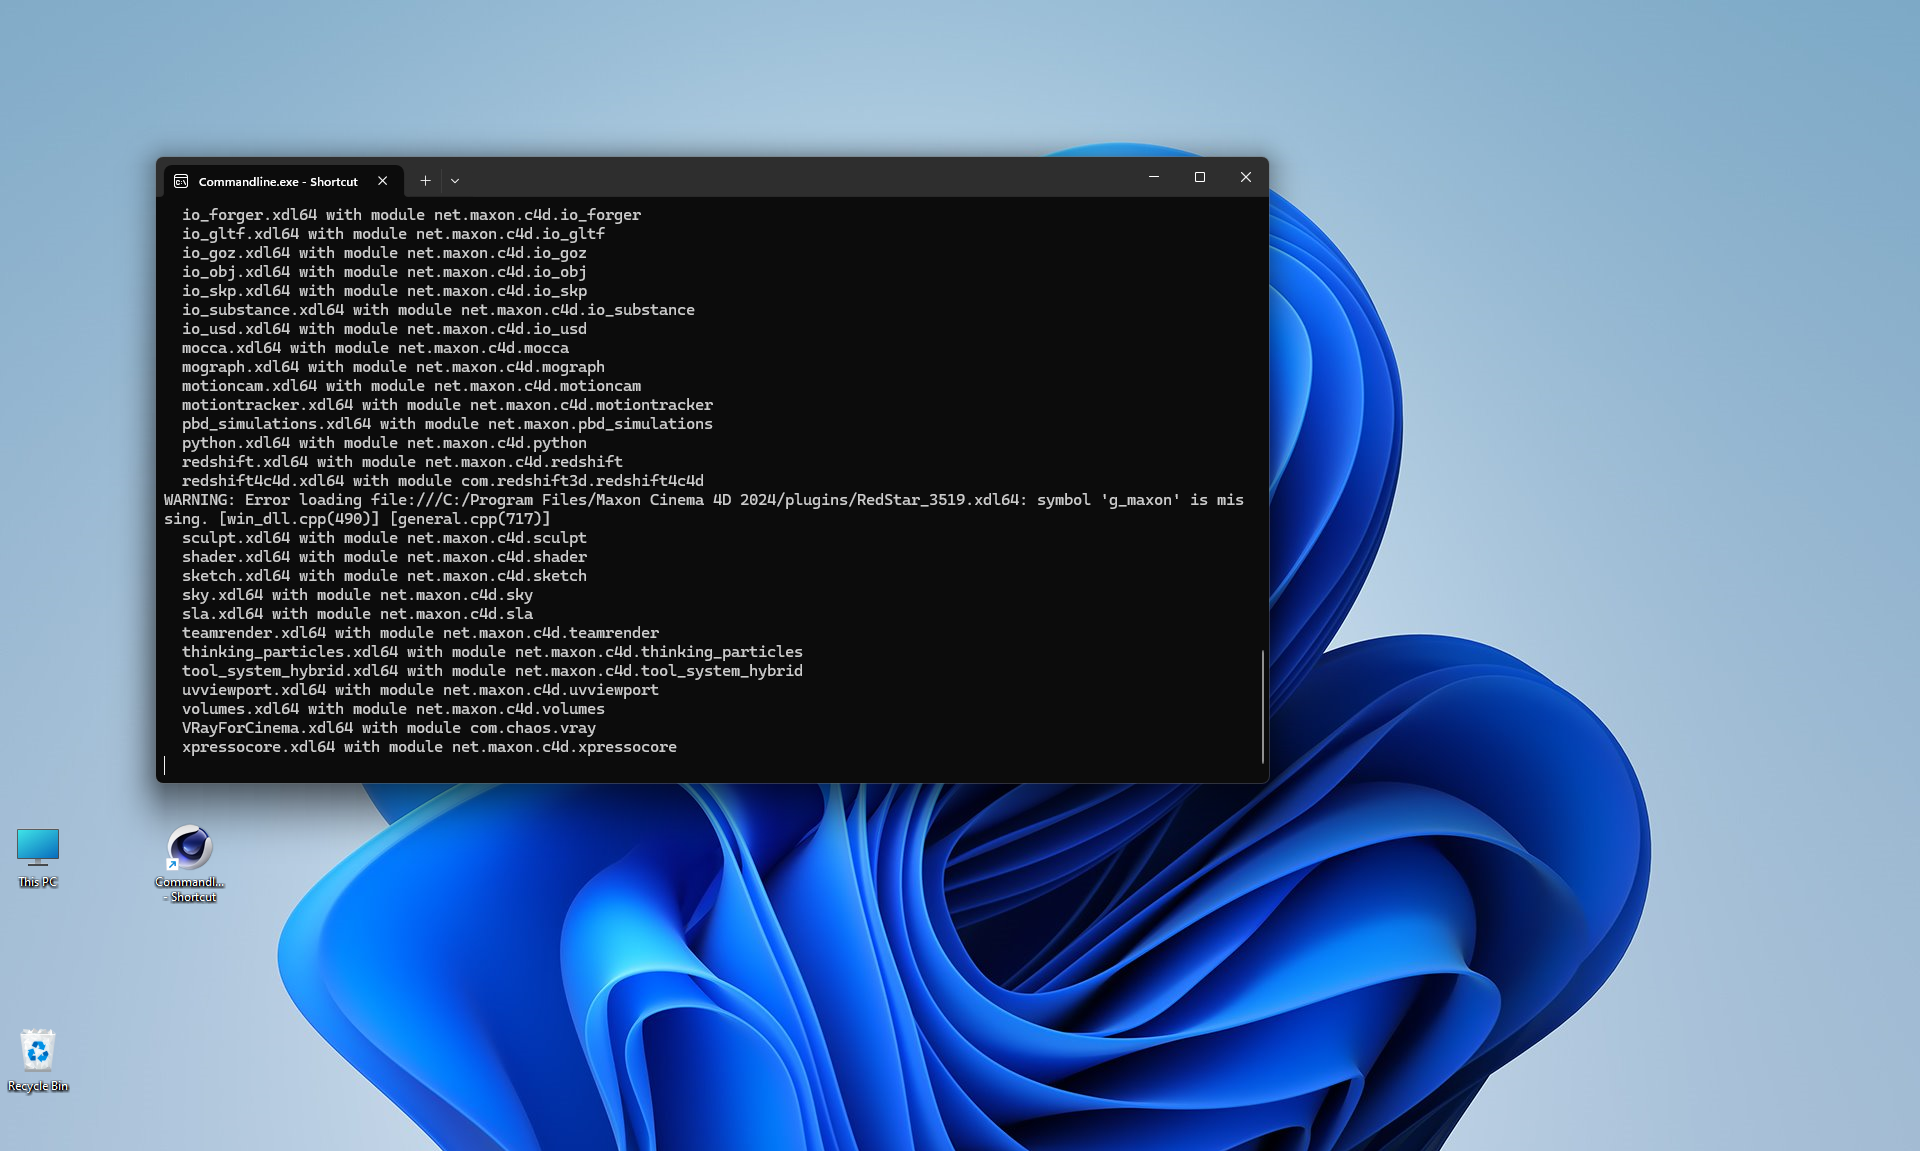 Commandline.exe - Shortcut
io_forger.xdl64 with module net.maxon.c4d.io_forger
io_gltf.xdl64 with module net.maxon.c4d.io_gltf
io_goz.xdl64 with module net.maxon.c4d.io_goz
io_obj.xdl64 with module net.maxon.c4d.io_obj
io_skp.xdl64 with module net.maxon.c4d.io_skp
io_substance.xdl64 with module net.maxon.c4d.io_substance
io_usd.xdl64 with module net.maxon.c4d.io_usd
mocca.xdl64 with module net.maxon.c4d.mocca
mograph.xdl64 with module net.maxon.c4d.mograph
motioncam.xdl64 with module net.maxon.c4d.motioncam
motiontracker.xdl64 with module net.maxon.c4d.motiontracker
pbd_simulations.xdl64 with module net.maxon.pbd_simulations
python.xdl64 with module net.maxon.c4d.python
redshift.xdl64 with module net.maxon.c4d.redshift
redshift4c4d.xdl64 with module com.redshift3d.redshift4c4d
WARNING: Error loading file:///C:/Program Files/Maxon Cinema 4D 2024/plugins/RedStar_3519.xdl64: symbol 'g_maxon' is mis
sing. [win_dll.cpp(490)] [general.cpp(717)]
sculpt.xdl64 with module net.maxon.c4d.sculpt
shader.xdl64 with module net.maxon.c4d.shader
sketch.xdl64 with module net.maxon.c4d.sketch
sky.xdl64 with module net.maxon.c4d.sky
sla.xdl64 with module net.maxon.c4d.sla
teamrender.xdl64 with module net.maxon.c4d.teamrender
thinking_particles.xdl64 with module net.maxon.c4d.thinking_particles
tool_system_hybrid.xdl64 with module net.maxon.c4d.tool_system_hybrid
uvviewport.xdl64 with module net.maxon.c4d.uvviewport
volumes.xdl64 with module net.maxon.c4d.volumes
VRayForCinema.xdl64 with module com.chaos.vray
xpressocore.xdl64 with module net.maxon.c4d.xpressocore
This PC
Commandl...
- Shortcut
Recycle Bin